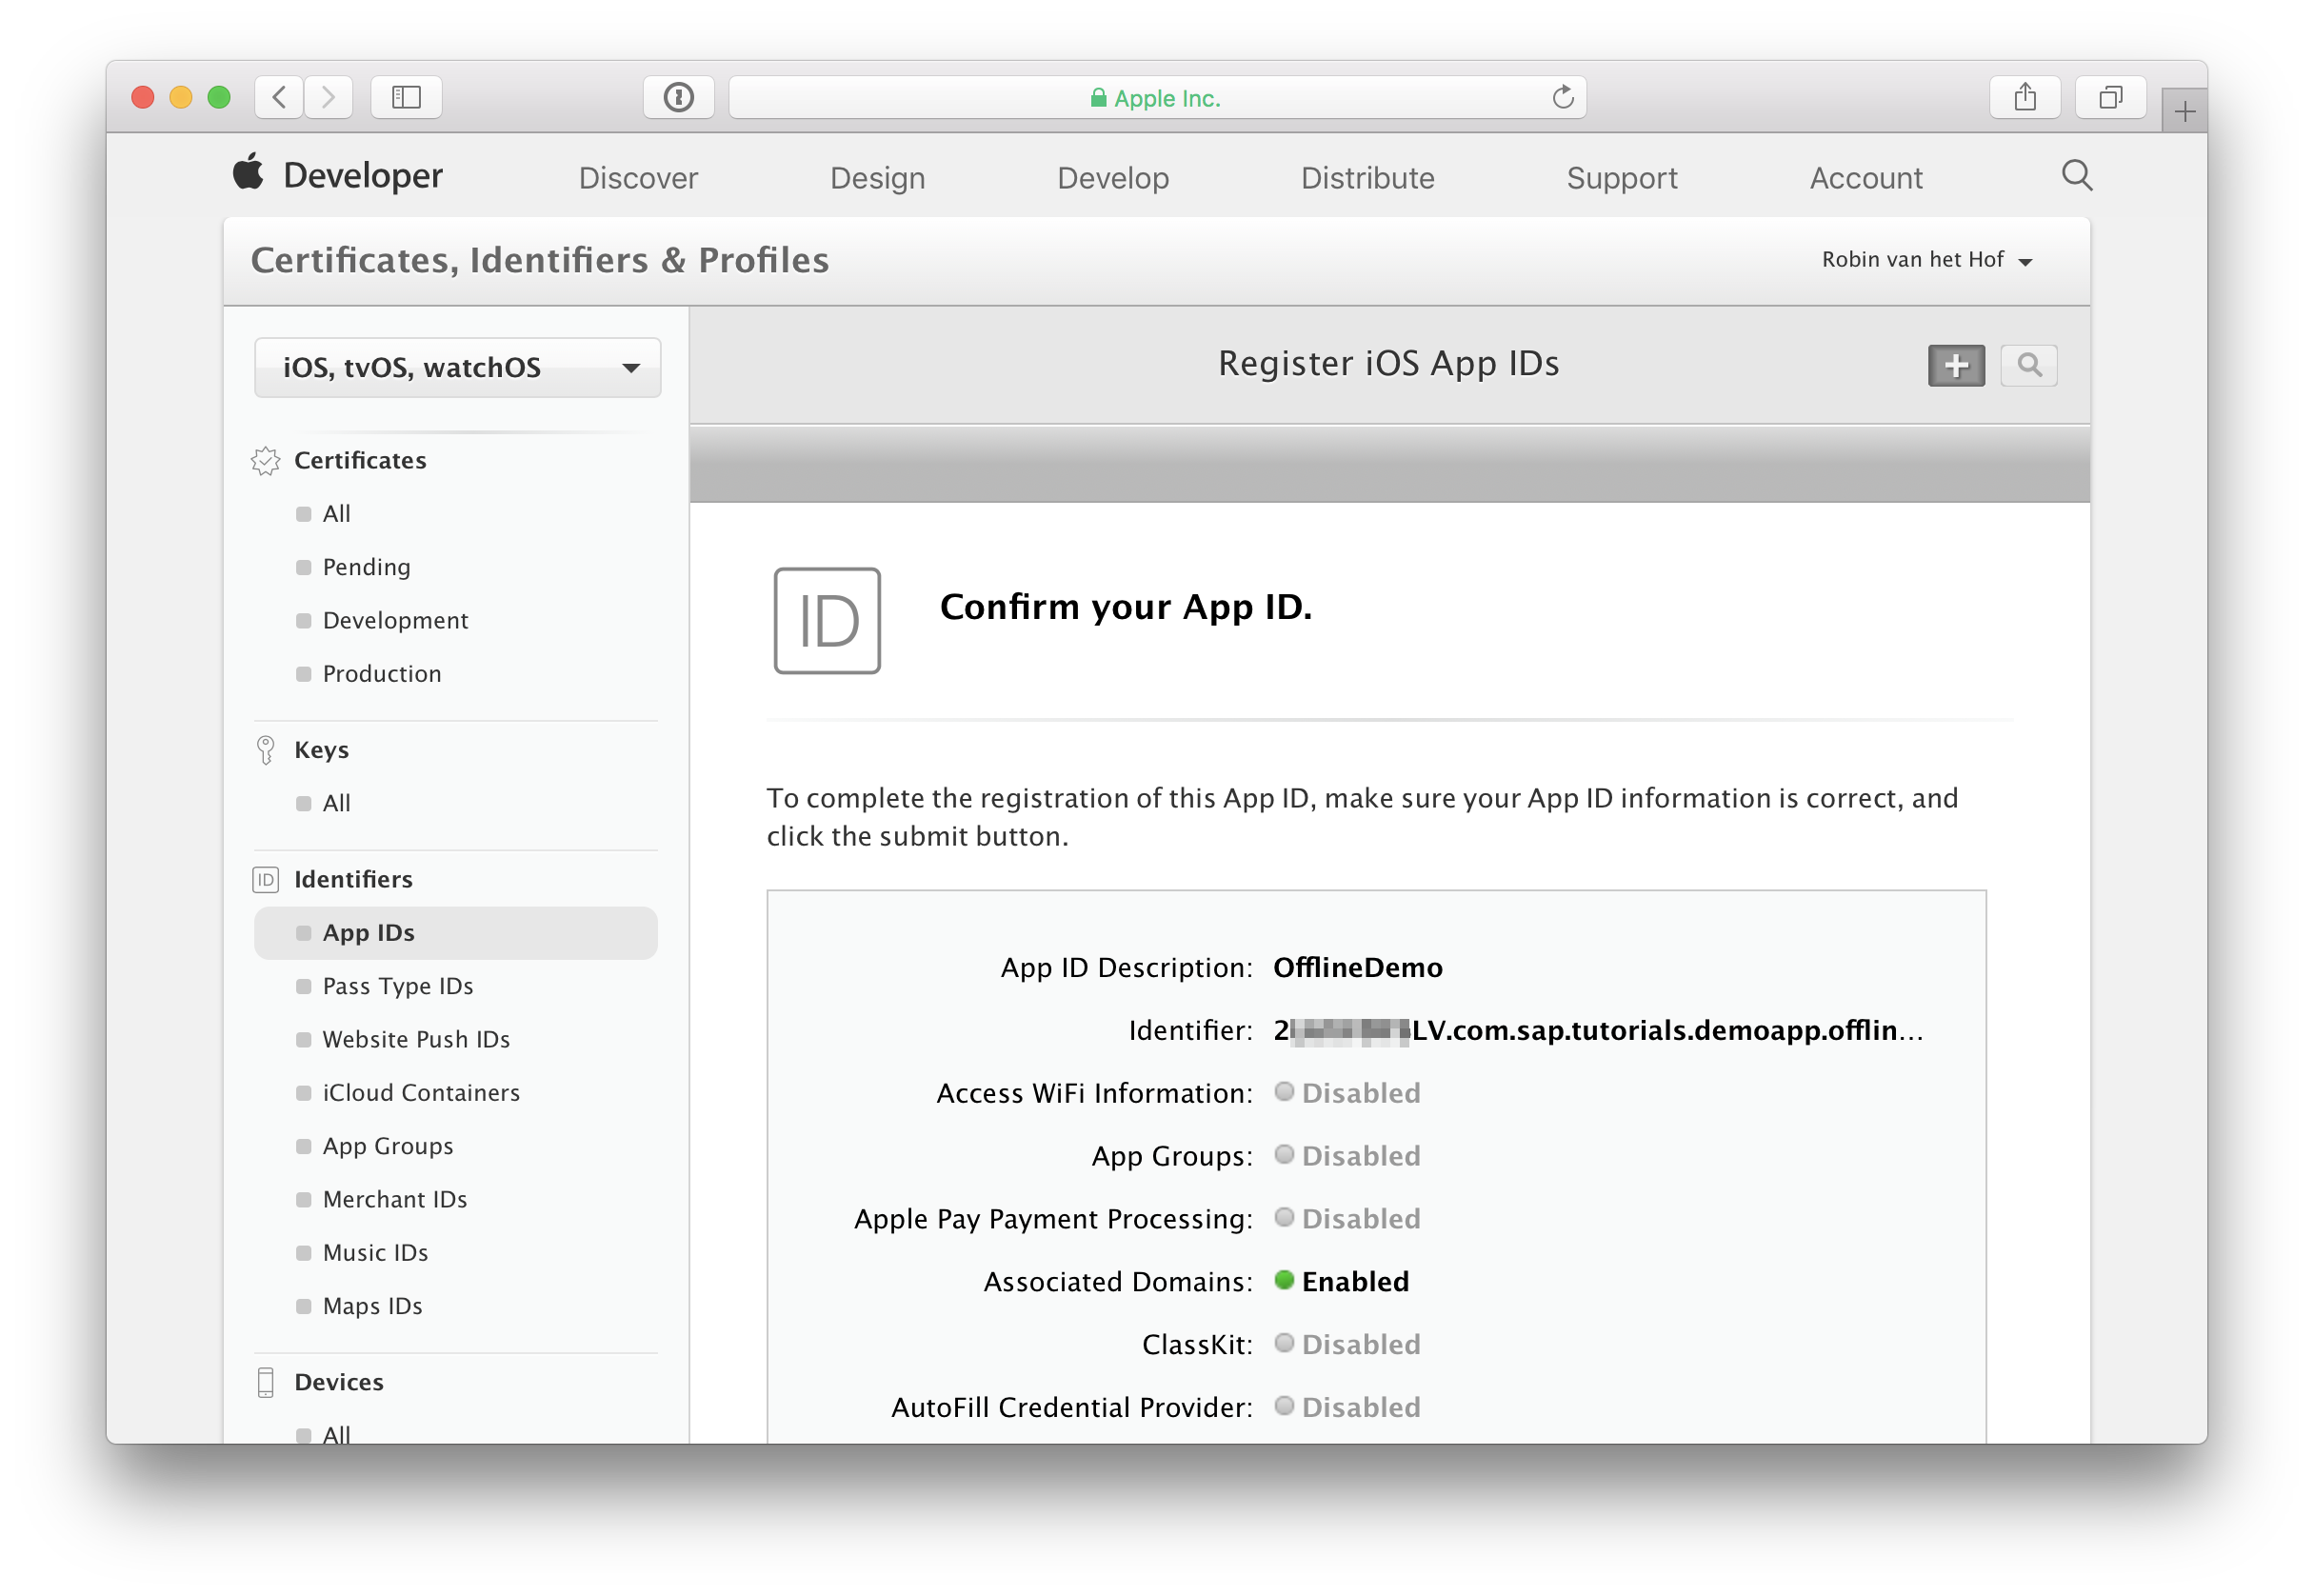 Apple Inc.
Developer
Discover
Design
Develop
Distribute
Support
Account
Certificates, Identifiers & Profiles
Robin van het Hof
iOS, tvOS, watchOS
Certificates
All
Pending
Development
Production
Keys
All
Identifiers
App IDs
Pass Type IDs
Website Push IDs
iCloud Containers
App Groups
Merchant IDs
Music IDs
Maps IDs
Devices
All
Register iOS App IDs
ID
Confirm your App ID.
To complete the registration of this App ID, make sure your App ID information is correct, and
click the submit button.
App ID Description: OfflineDemo
Identifier: 2 LV.com.sap.tutorials.demoapp.offlin...
Access WiFi Information: Disabled
App Groups: Disabled
Apple Pay Payment Processing: Disabled
Associated Domains: Enabled
ClassKit: Disabled
AutoFill Credential Provider: Disabled